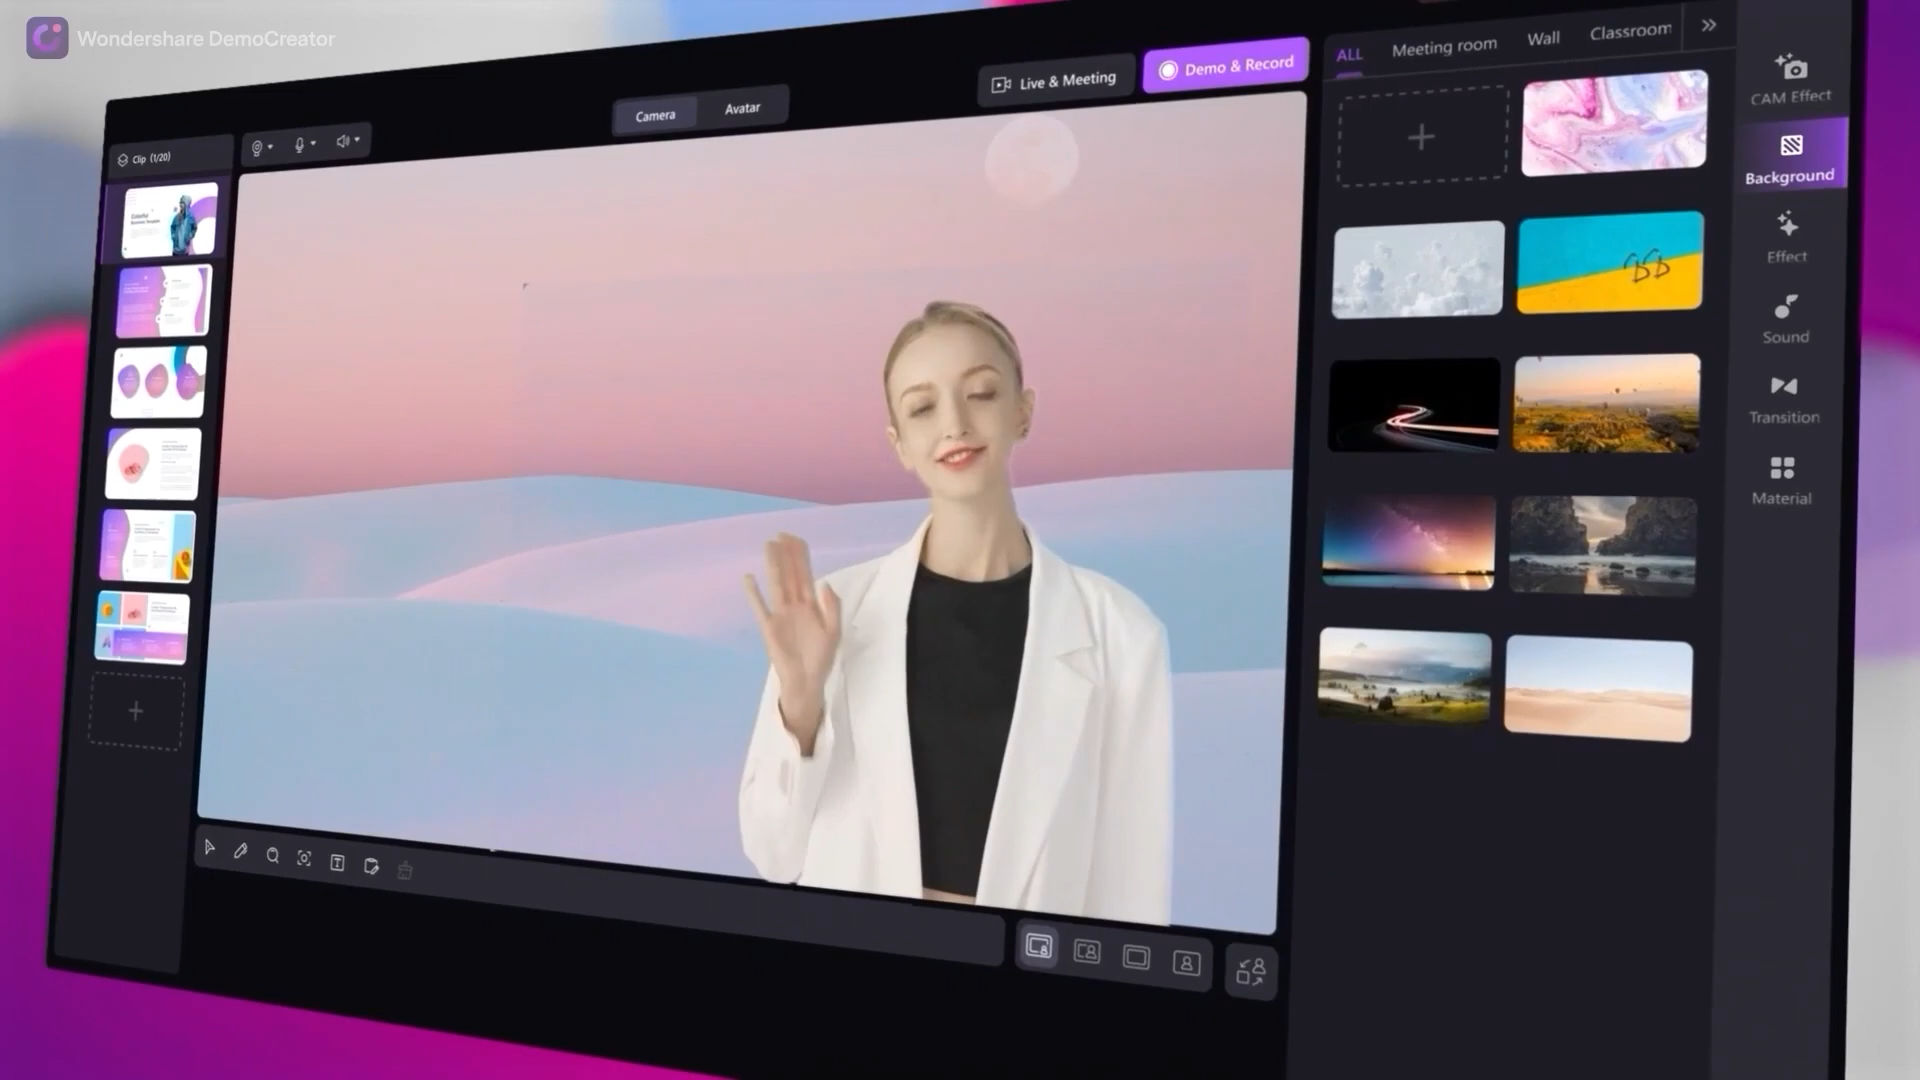 Wondershare DemoCreator
Camera
Avatar
Live & Meeting
Demo & Record
ALL
Meeting room
Wall
Classroom
Clip (1/20)
Colorful
CAM Effect
Background
Effect
Sound
Transition
Material